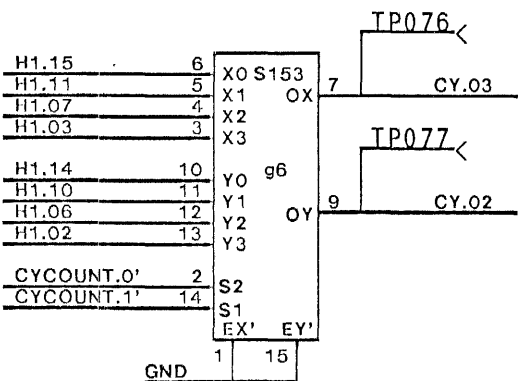 TP076
H1.15 6 X0 S153
H1.11 5 X1 OX 7 CY.03
H1.07 4 X2
H1.03 3 X3
TP077
H1.14 10 Y0 g6
H1.10 11 Y1
H1.06 12 Y2 OY 9 CY.02
H1.02 13 Y3
CYCOUNT.0' 2 S2
CYCOUNT.1' 14 S1
EX' EY'
1 15
GND